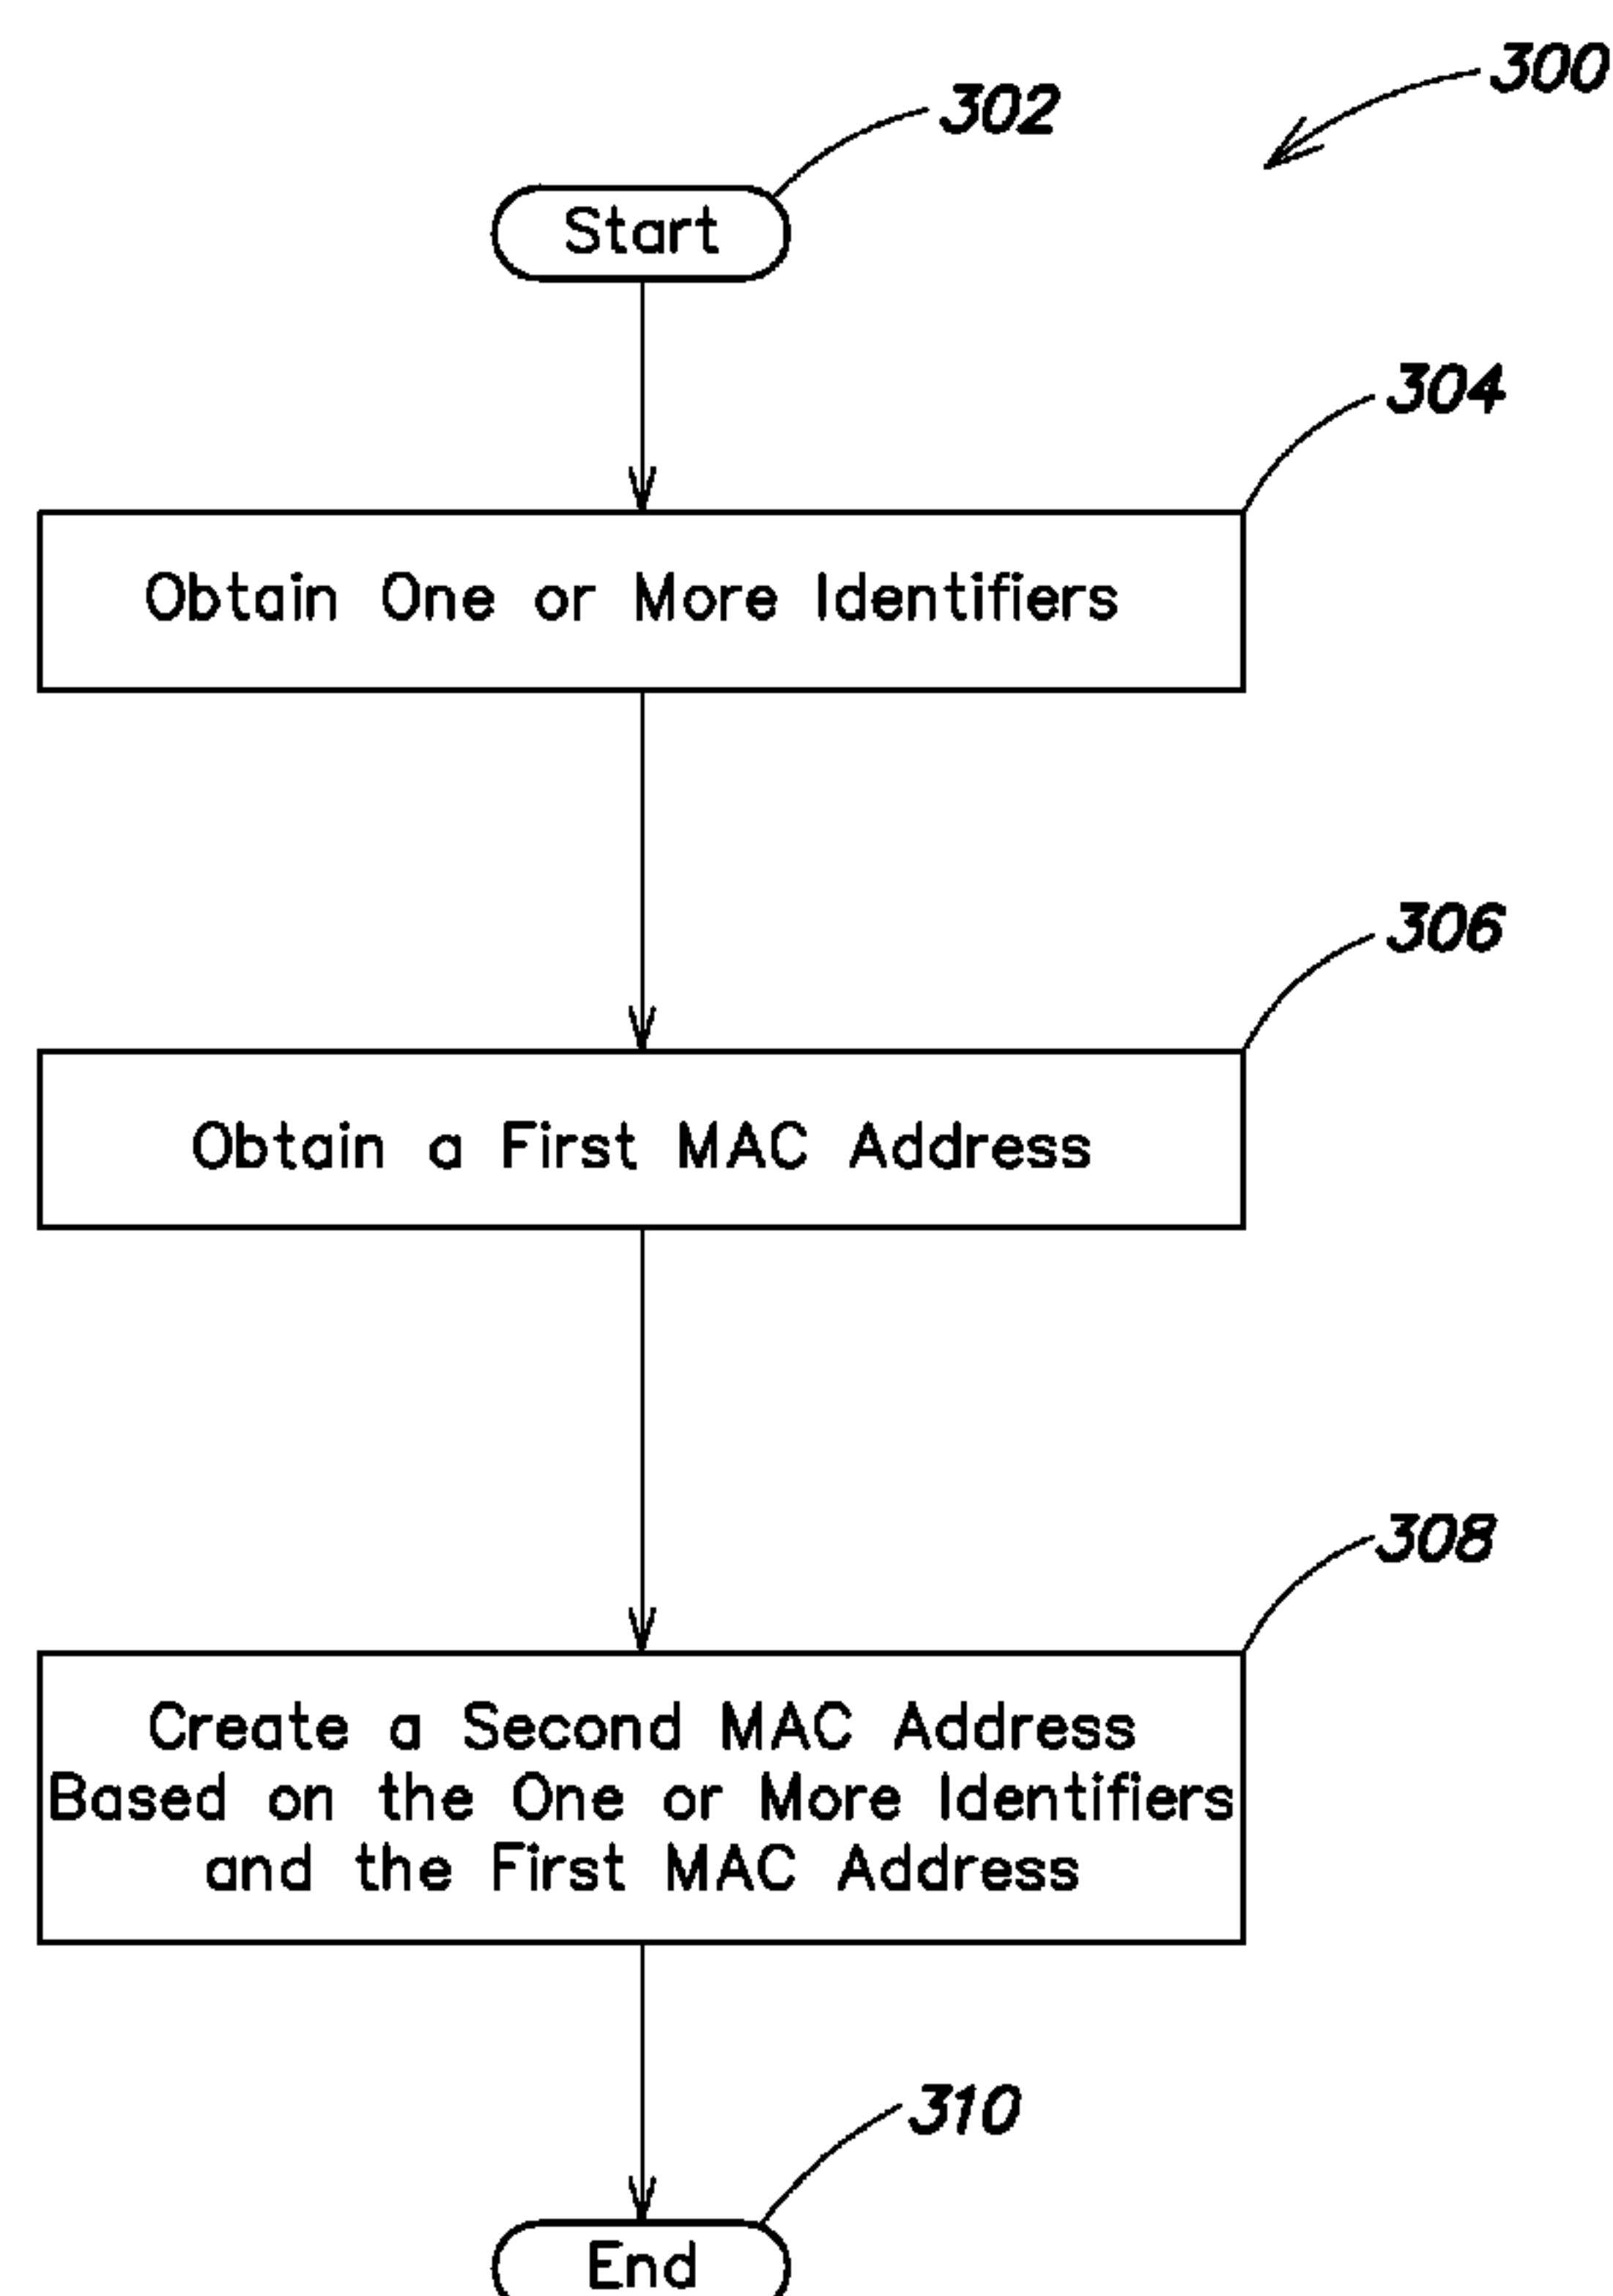 300
302
Start
304
Obtain One or More Identifiers
306
Obtain a First MAC Address
308
Create a Second MAC Address
Based on the One or More Identifiers
and the First MAC Address
310
End